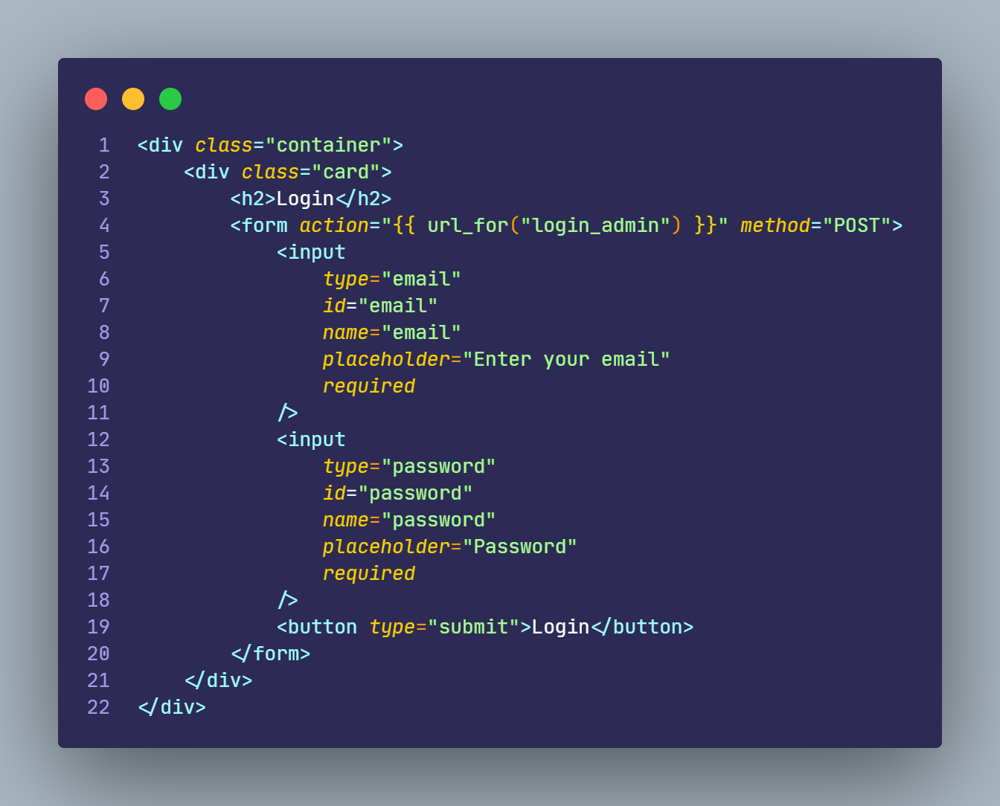 1 <div class="container">
2     <div class="card">
3         <h2>Login</h2>
4         <form action="{{ url_for("login_admin") }}" method="POST">
5             <input
6                 type="email"
7                 id="email"
8                 name="email"
9                 placeholder="Enter your email"
10                 required
11             />
12             <input
13                 type="password"
14                 id="password"
15                 name="password"
16                 placeholder="Password"
17                 required
18             />
19             <button type="submit">Login</button>
20         </form>
21     </div>
22 </div>